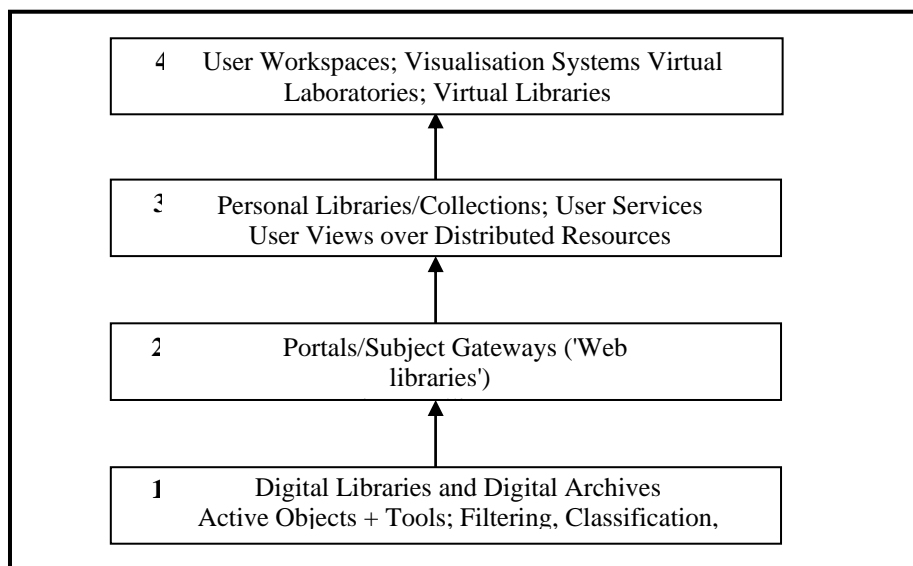 4 User Workspaces; Visualisation Systems Virtual
Laboratories; Virtual Libraries
3 Personal Libraries/Collections; User Services
User Views over Distributed Resources
2 Portals/Subject Gateways ('Web
libraries')
1 Digital Libraries and Digital Archives
Active Objects + Tools; Filtering, Classification,